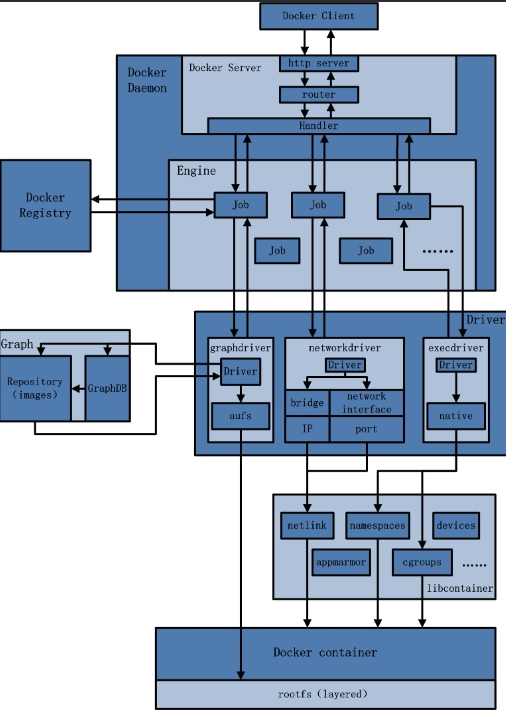 Docker Client
Docker
Daemon
Docker Server
http server
router
Handler
Engine
Docker
Registry
Job
Job
Job
Job
Job
......
Driver
Graph
Repository
(images)
GraphDB
graphdriver
Driver
aufs
networkdriver
Driver
bridge
network
interface
IP
port
execdriver
Driver
native
netlink
namespaces
devices
appmarmor
cgroups
......
libcontainer
Docker container
rootfs (layered)